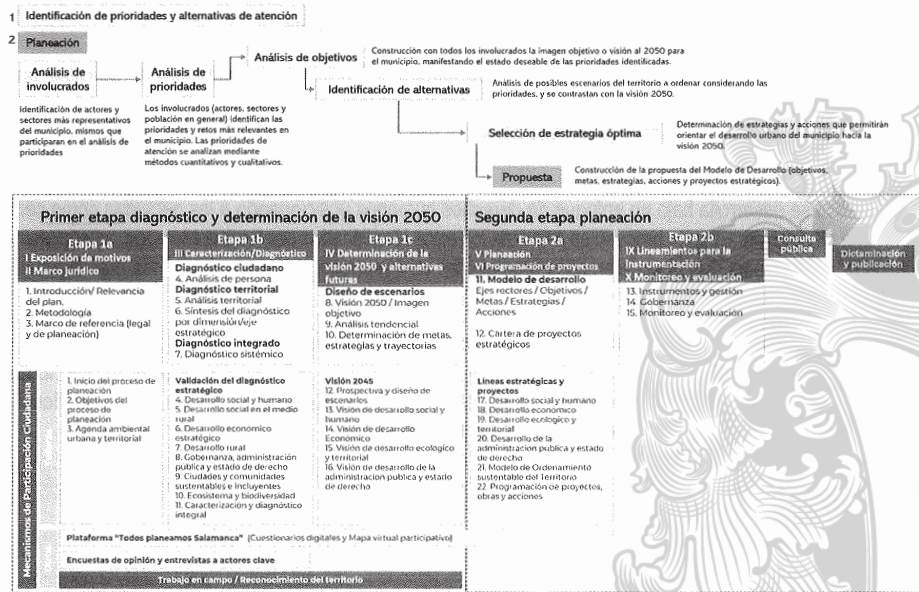 1 Identificación de prioridades y alternativas de atención
2 Planeación
Análisis de
involucrados
Identificación de actores y
sectores más representativos
del municipio, mismos que
participaran en el análisis de
prioridades
Análisis de
prioridades
Los involucrados (actores, sectores y
población en general) identifican las
prioridades y retos más relevantes en
el municipio. Las prioridades de
atención se analizan mediante
métodos cuantitativos y cualitativos.
Análisis de objetivos
Construcción con todos los involucrados la imagen objetivo o visión al 2050 para
el municipio, manifestando el estado deseable de las prioridades identificadas.
Identificación de alternativas
Análisis de posibles escenarios del territorio a ordenar considerando las
prioridades, y se contrastan con la visión 2050.
Selección de estrategia óptima
Determinación de estrategias y acciones que permitirán
orientar el desarrollo urbano del municipio hacia la
visión 2050.
Propuesta
Construcción de la propuesta del Modelo de Desarrollo (objetivos,
metas, estrategias, acciones y proyectos estratégicos).
Primer etapa diagnóstico y determinación de la visión 2050
Segunda etapa planeación
Etapa 1a
I Exposición de motivos
II Marco jurídico
1. Introducción/ Relevancia
del plan.
2. Metodología
3. Marco de referencia (legal
y de planeación)
Etapa 1b
III Caracterización/Diagnóstico
Diagnóstico ciudadano
4. Análisis de persona
Diagnóstico territorial
5. Análisis territorial
6. Síntesis del diagnóstico
por dimensión/eje
estratégico
Diagnóstico integrado
7. Diagnóstico sistémico
Etapa 1c
IV Determinación de la
visión 2050 y alternativas
futuras
Diseño de escenarios
8. Visión 2050 / Imagen
objetivo
9. Análisis tendencial
10. Determinación de metas,
estrategias y trayectorias
Etapa 2a
V Planeación
VI Programación de proyectos
11. Modelo de desarrollo
Ejes rectores / Objetivos /
Metas / Estrategias /
Acciones
12. Cartera de proyectos
estratégicos
Etapa 2b
IX Lineamientos para la
instrumentación
X Monitoreo y evaluación
13. Instrumentos y gestión
14. Gobernanza
15. Monitoreo y evaluación
Consulta
pública
Dictaminación
y publicación
Mecanismos de Participación Ciudadana
1. Inicio del proceso de
planeación
2. Objetivos del
proceso de
planeación
3. Agenda ambiental
urbana y territorial
Validación del diagnóstico
estratégico
4. Desarrollo social y humano
5. Desarrollo social en el medio
rural
6. Desarrollo económico
estratégico
7. Desarrollo rural
8. Gobernanza, administración
pública y estado de derecho
9. Ciudades y comunidades
sustentables e incluyentes
10. Ecosistema y biodiversidad
11. Caracterización y diagnóstico
integral
Visión 2045
12. Prospectiva y diseño de
escenarios
13. Visión de desarrollo social y
humano
14. Visión de desarrollo
Económico
15. Visión de desarrollo ecológico
y territorial
16. Visión de desarrollo de la
administración pública y estado
de derecho
Líneas estratégicas y
proyectos
17. Desarrollo social y humano
18. Desarrollo económico
19. Desarrollo ecológico y
territorial
20. Desarrollo de la
administración pública y estado
de derecho
21. Modelo de Ordenamiento
sustentable del Territorio
22 Programación de proyectos,
obras y acciones
Plataforma "Todos planeamos Salamanca" (Cuestionarios digitales y Mapa virtual participativo)
Encuestas de opinión y entrevistas a actores clave
Trabajo en campo / Reconocimiento del territorio